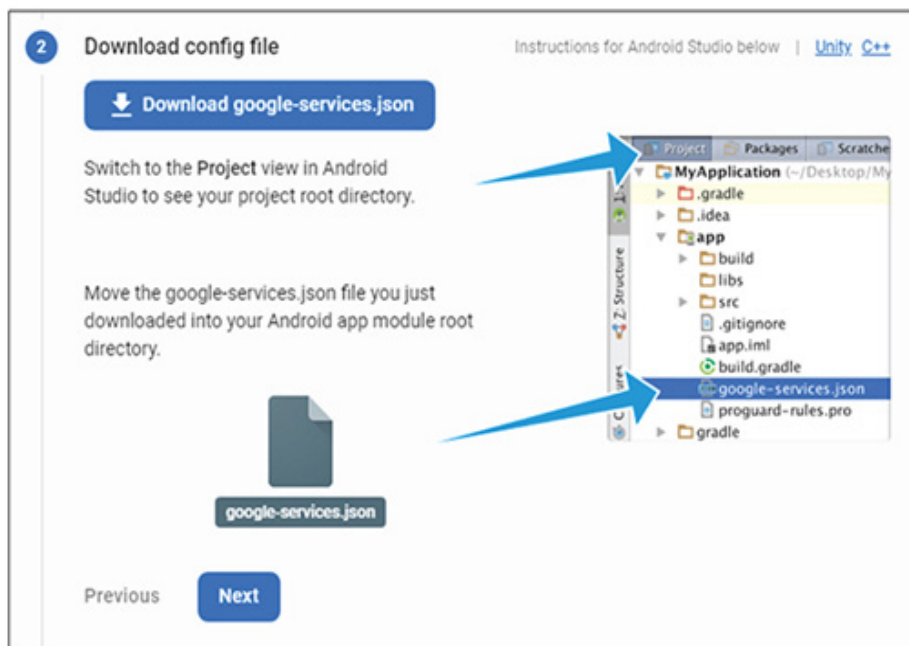 2
Download config file
Instructions for Android Studio below | Unity C++
Download google-services.json
Switch to the Project view in Android
Studio to see your project root directory.
Move the google-services.json file you just
downloaded into your Android app module root
directory.
google-services.json
Project Packages Scratche
MyApplication (~/Desktop/My
.gradle
.idea
app
build
libs
src
.gitignore
app.iml
build.gradle
google-services.json
proguard-rules.pro
gradle
Z: Structure
Previous
Next